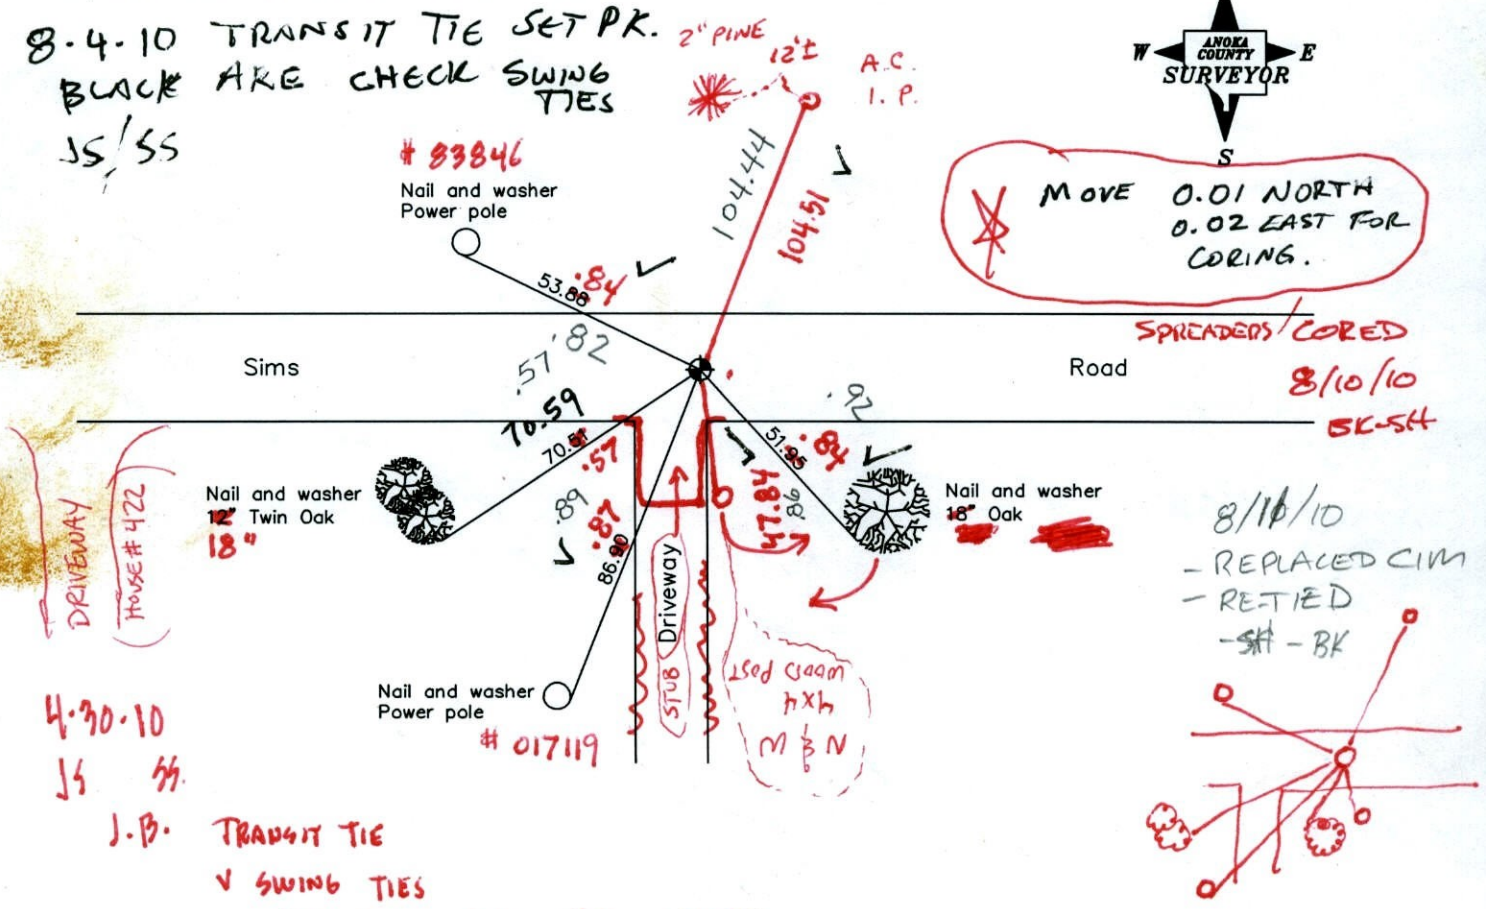 8·4·10 TRANSIT TIE SET PK.
BLACK ARE CHECK SWING
TIES
JS/SS
2" PINE
12'±
A.C.
I.P.
W ANOKA COUNTY E
SURVEYOR
S
# 83846
Nail and washer
Power pole
104.44
104.51
MOVE 0.01 NORTH
0.02 EAST FOR
CORING.
53.88 .84
.82
SPREADERS/CORED
8/10/10
BK-SH
Sims Road
.57
70.59
70.51 .57
.92
51.95 .84
Nail and washer
12" Twin Oak
18"
.89
.87
86.90
47.84
.86
Nail and washer
18" Oak
DRIVEWAY
(HOUSE # 422)
STUB Driveway
8/11/10
- REPLACED CIM
- RE-TIED
- SH - BK
WOOD POST
4x4
W & N
Nail and washer
Power pole
# 017119
4·30·10
JS SS.
J.B. TRANSIT TIE
√ SWING TIES